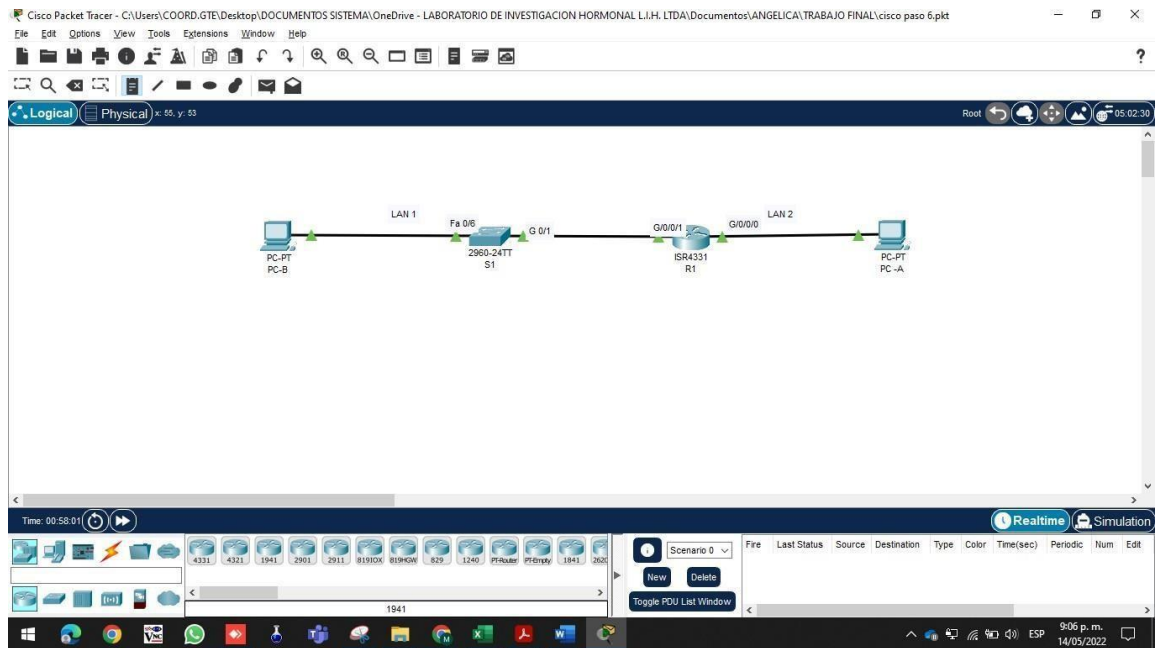 Cisco Packet Tracer - C:\Users\COORD.GTE\Desktop\DOCUMENTOS SISTEMA\OneDrive - LABORATORIO DE INVESTIGACION HORMONAL L.I.H. LTDA\Documentos\ANGELICA\TRABAJO FINAL\cisco paso 6.pkt
File Edit Options View Tools Extensions Window Help
?
Logical Physical x: 55, y: 53 Root 05:02:30
LAN 1 LAN 2
Fa 0/6 G 0/1 G/0/0/1 G/0/0/0
PC-PT 2960-24TT ISR4331 PC-PT
PC-B S1 R1 PC -A
Time: 00:58:01 Realtime Simulation
4331 4321 1941 2901 2911 819IOX 819HGW 829 1240 PT-Router PT-Empty 1841 2620
1941
Scenario 0
New Delete
Toggle PDU List Window
Fire Last Status Source Destination Type Color Time(sec) Periodic Num Edit
ESP 9:06 p. m.
14/05/2022